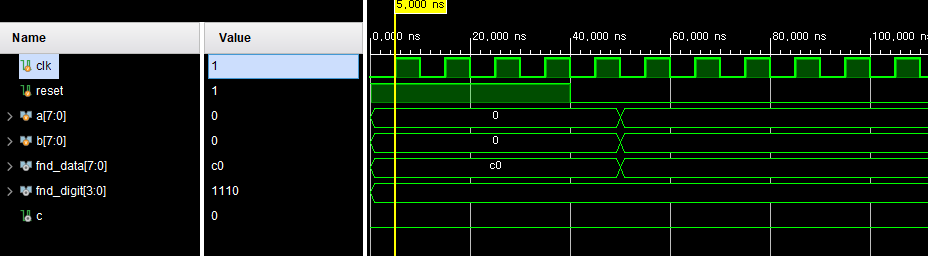 5,000 ns
Name Value
0,000 ns 20,000 ns 40,000 ns 60,000 ns 80,000 ns 100,000 ns
clk 1
reset 1
a[7:0] 0 0
b[7:0] 0 0
fnd_data[7:0] c0 c0
fnd_digit[3:0] 1110
c 0